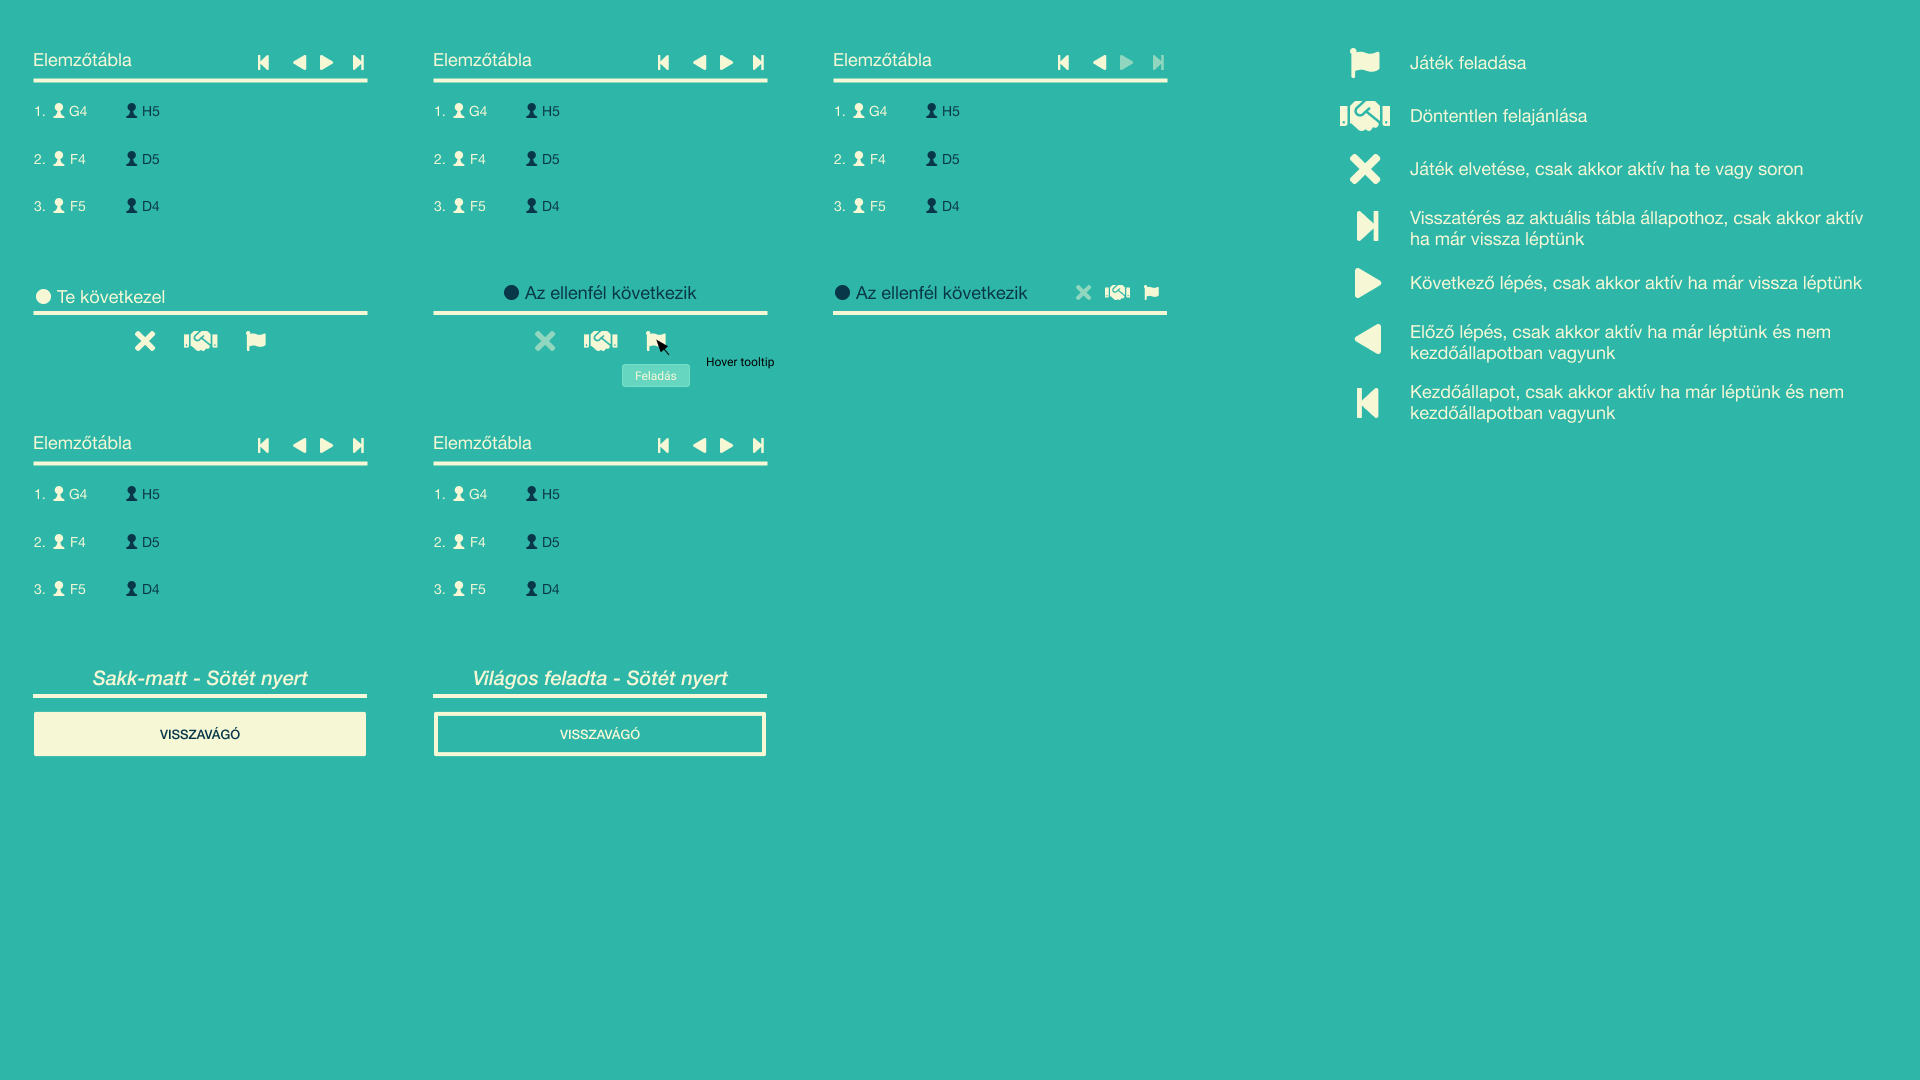 Elemzőtábla
1. G4 H5
2. F4 D5
3. F5 D4
Te következel
Elemzőtábla
1. G4 H5
2. F4 D5
3. F5 D4
Az ellenfél következik
Feladás
Hover tooltip
Elemzőtábla
1. G4 H5
2. F4 D5
3. F5 D4
Az ellenfél következik
Elemzőtábla
1. G4 H5
2. F4 D5
3. F5 D4
Sakk-matt - Sötét nyert
VISSZAVÁGÓ
Elemzőtábla
1. G4 H5
2. F4 D5
3. F5 D4
Világos feladta - Sötét nyert
VISSZAVÁGÓ
Játék feladása
Döntentlen felajánlása
Játék elvetése, csak akkor aktív ha te vagy soron
Visszatérés az aktuális tábla állapothoz, csak akkor aktív
ha már vissza léptünk
Következő lépés, csak akkor aktív ha már vissza léptünk
Előző lépés, csak akkor aktív ha már léptünk és nem
kezdőállapotban vagyunk
Kezdőállapot, csak akkor aktív ha már léptünk és nem
kezdőállapotban vagyunk